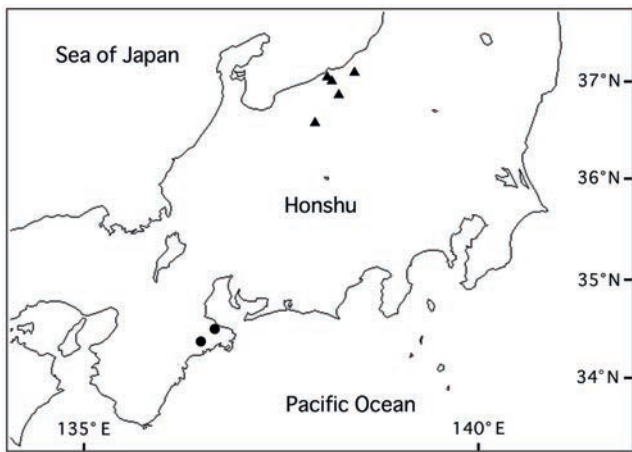 Sea of Japan
37°N
36°N
Honshu
35°N
34°N
Pacific Ocean
135°E
140°E